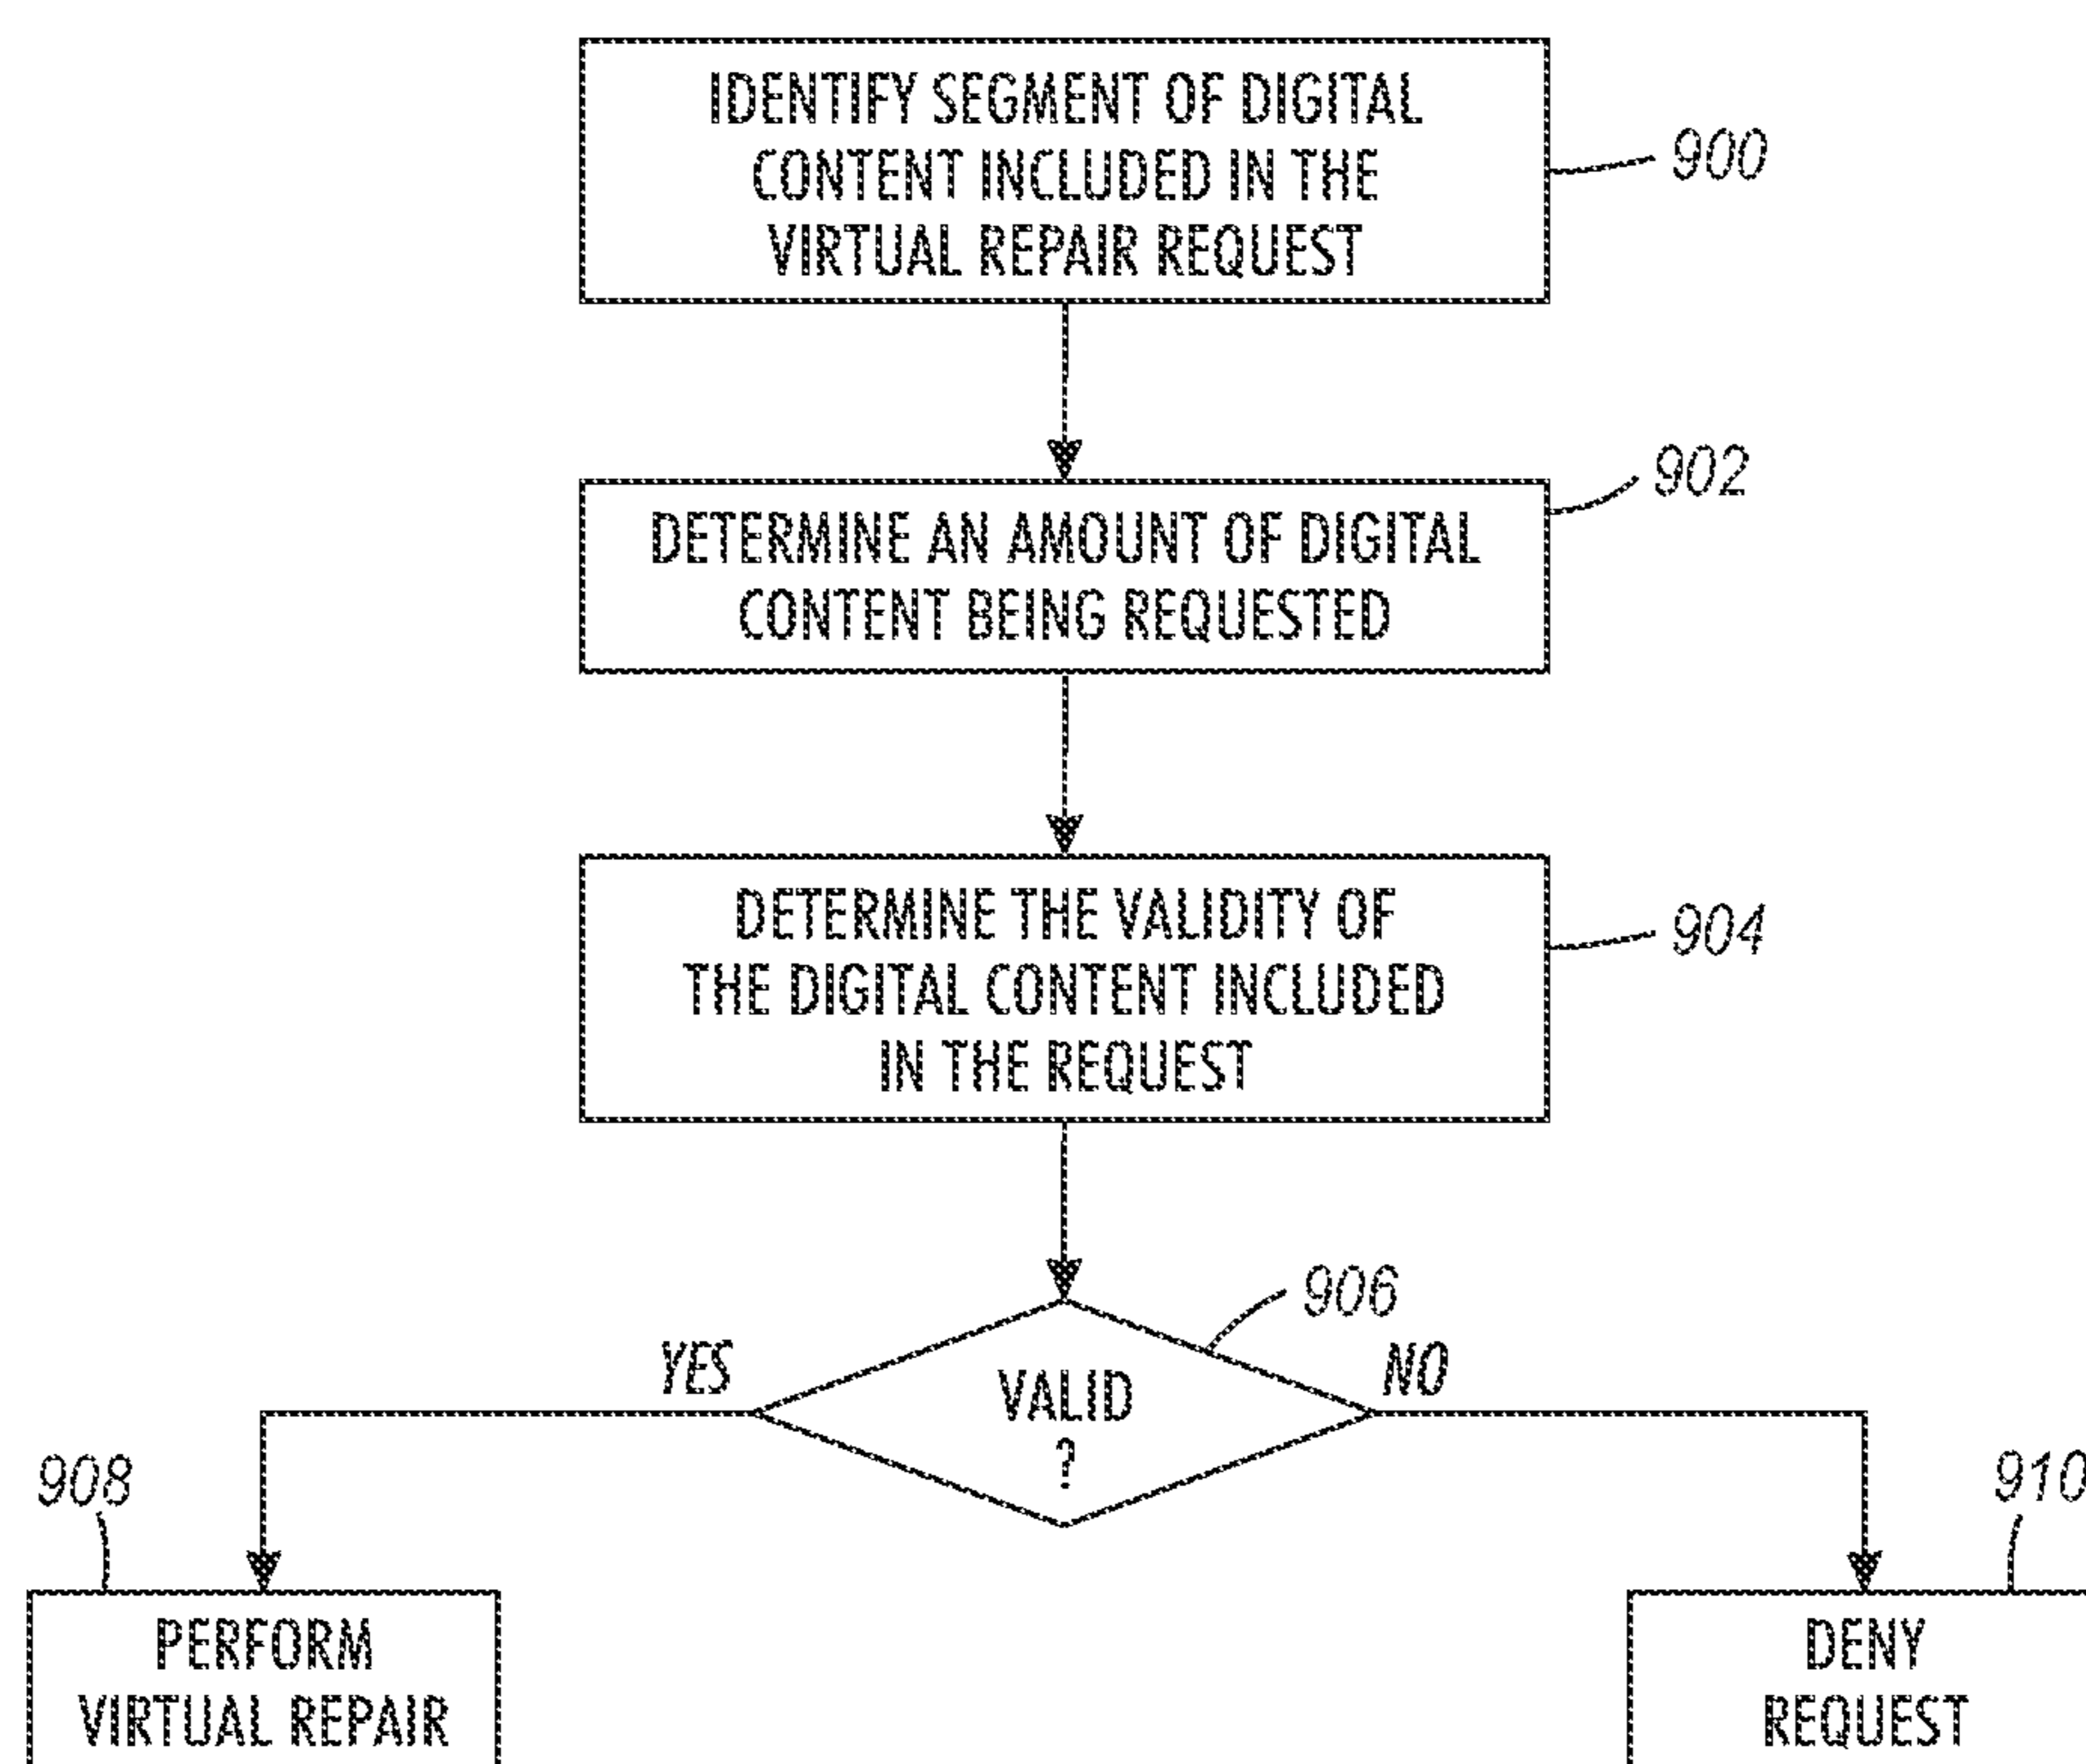 IDENTIFY SEGMENT OF DIGITAL
CONTENT INCLUDED IN THE
VIRTUAL REPAIR REQUEST
900
902
DETERMINE AN AMOUNT OF DIGITAL
CONTENT BEING REQUESTED
DETERMINE THE VALIDITY OF
THE DIGITAL CONTENT INCLUDED
IN THE REQUEST
904
906
YES
VALID
?
NO
908
PERFORM
VIRTUAL REPAIR
910
DENY
REQUEST